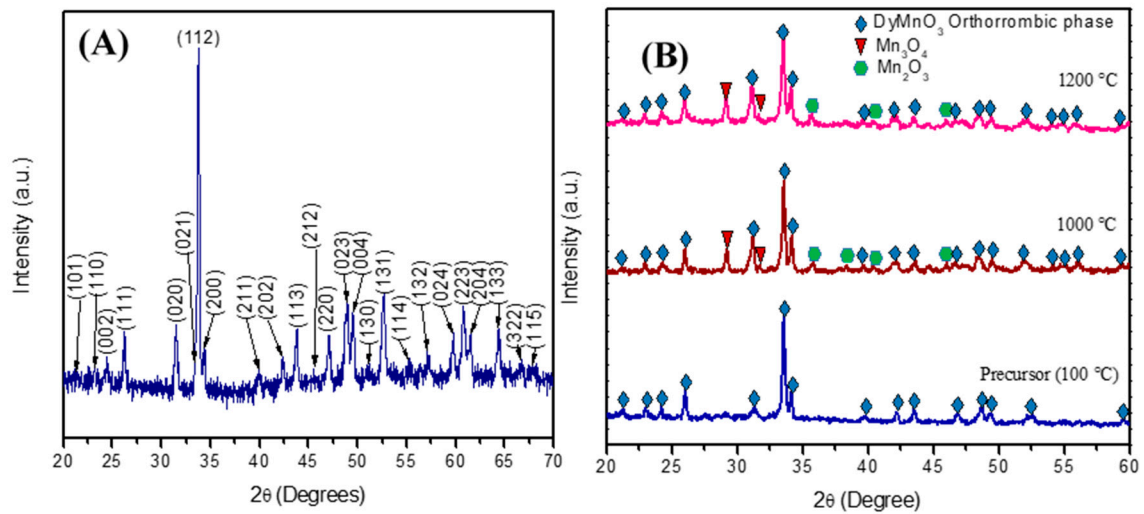 (A)
(112)
(101)
(110)
(002)
(111)
(020)
(021)
(200)
(211)
(202)
(113)
(212)
(220)
(023)
(004)
(130)
(131)
(114)
(132)
(024)
(223)
(204)
(133)
(322)
(115)
Intensity (a.u.)
20 25 30 35 40 45 50 55 60 65 70
2θ (Degrees)
(B)
DyMnO3 Orthorrombic phase
Mn3O4
Mn2O3
1200 °C
1000 °C
Precursor (100 °C)
Intensity (a.u.)
20 25 30 35 40 45 50 55 60
2θ (Degree)